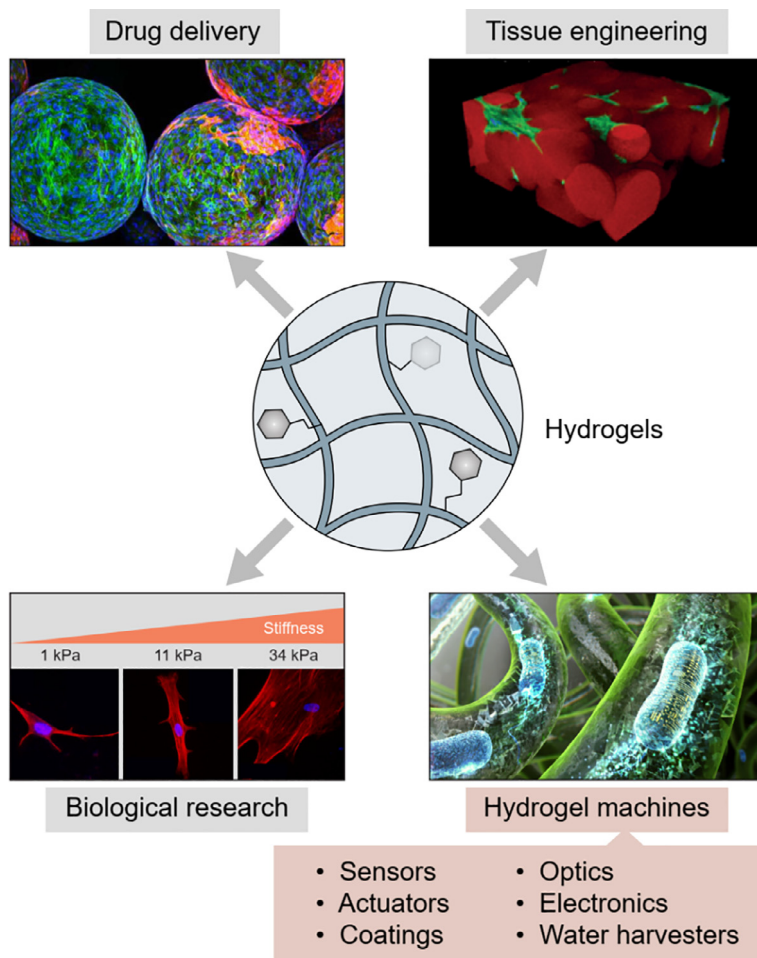 Drug delivery
Tissue engineering
Hydrogels
Stiffness
1 kPa
11 kPa
34 kPa
Biological research
Hydrogel machines
• Sensors
• Actuators
• Coatings
• Optics
• Electronics
• Water harvesters